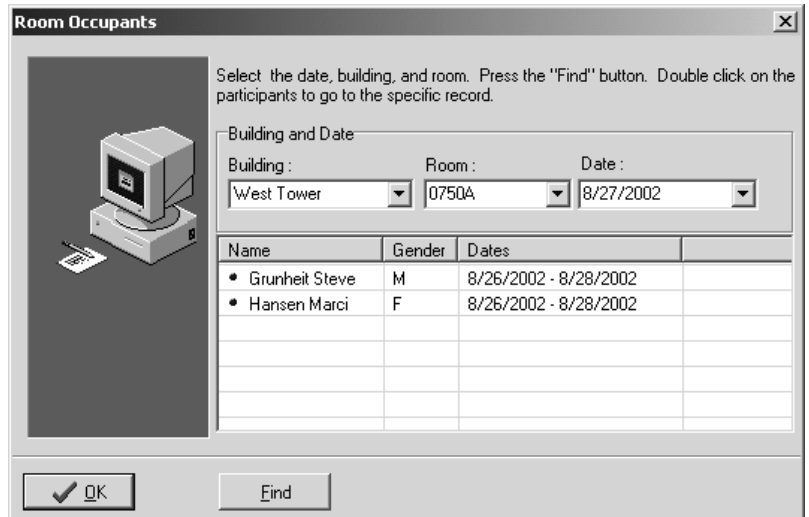 Room Occupants
Select the date, building, and room. Press the "Find" button. Double click on the
participants to go to the specific record.
Building and Date
Building : Room : Date :
West Tower 0750A 8/27/2002
Name Gender Dates
Grunheit Steve M 8/26/2002 - 8/28/2002
Hansen Marci F 8/26/2002 - 8/28/2002
OK Find